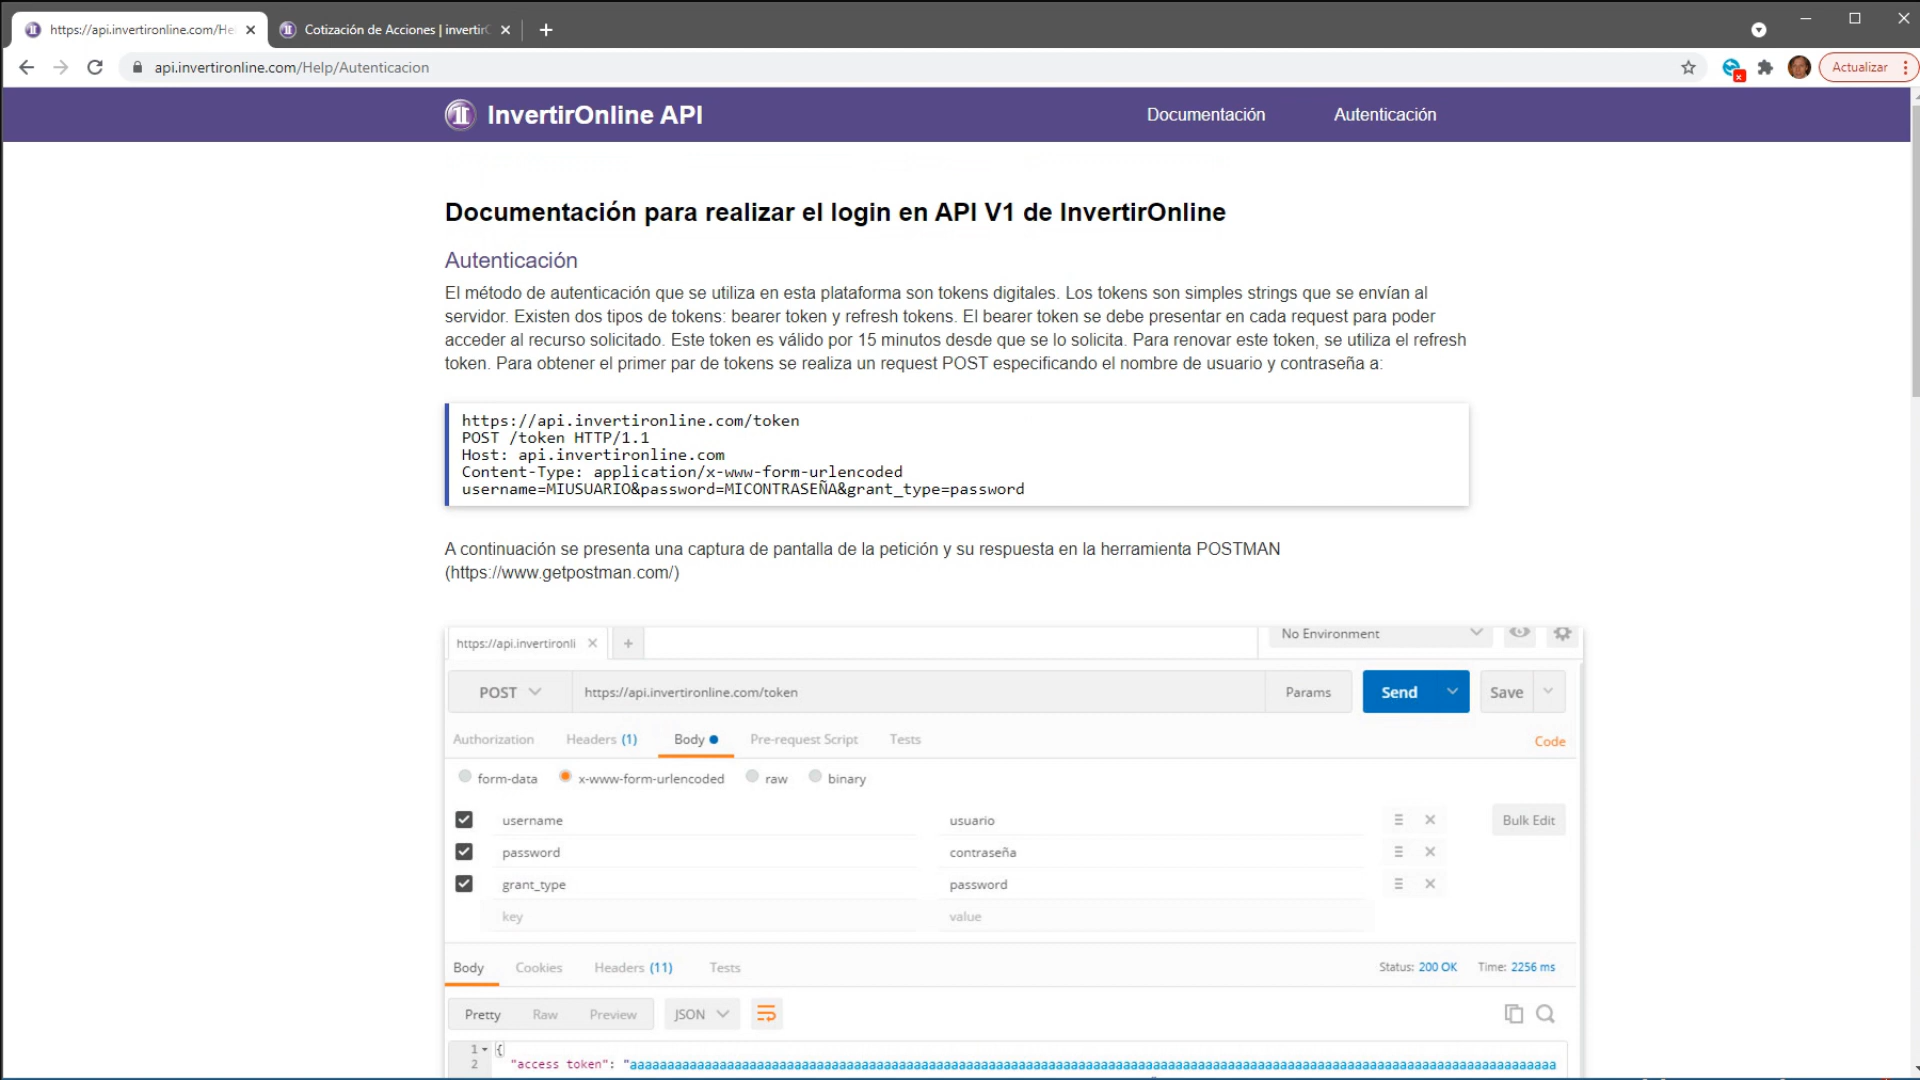 https://api.invertironline.com/He
Cotización de Acciones | invertirO
api.invertironline.com/Help/Autenticacion
Actualizar
InvertirOnline API
Documentación
Autenticación
Documentación para realizar el login en API V1 de InvertirOnline
Autenticación
El método de autenticación que se utiliza en esta plataforma son tokens digitales. Los tokens son simples strings que se envían al
servidor. Existen dos tipos de tokens: bearer token y refresh tokens. El bearer token se debe presentar en cada request para poder
acceder al recurso solicitado. Este token es válido por 15 minutos desde que se lo solicita. Para renovar este token, se utiliza el refresh
token. Para obtener el primer par de tokens se realiza un request POST especificando el nombre de usuario y contraseña a:
https://api.invertironline.com/token
POST /token HTTP/1.1
Host: api.invertironline.com
Content-Type: application/x-www-form-urlencoded
username=MIUSUARIO&password=MICONTRASEÑA&grant_type=password
A continuación se presenta una captura de pantalla de la petición y su respuesta en la herramienta POSTMAN
(https://www.getpostman.com/)
https://api.invertironli
No Environment
POST https://api.invertironline.com/token Params Send Save
Authorization Headers (1) Body Pre-request Script Tests Code
form-data x-www-form-urlencoded raw binary
username usuario Bulk Edit
password contraseña
grant_type password
key value
Body Cookies Headers (11) Tests Status: 200 OK Time: 2256 ms
Pretty Raw Preview JSON
1 {
2 "access token":